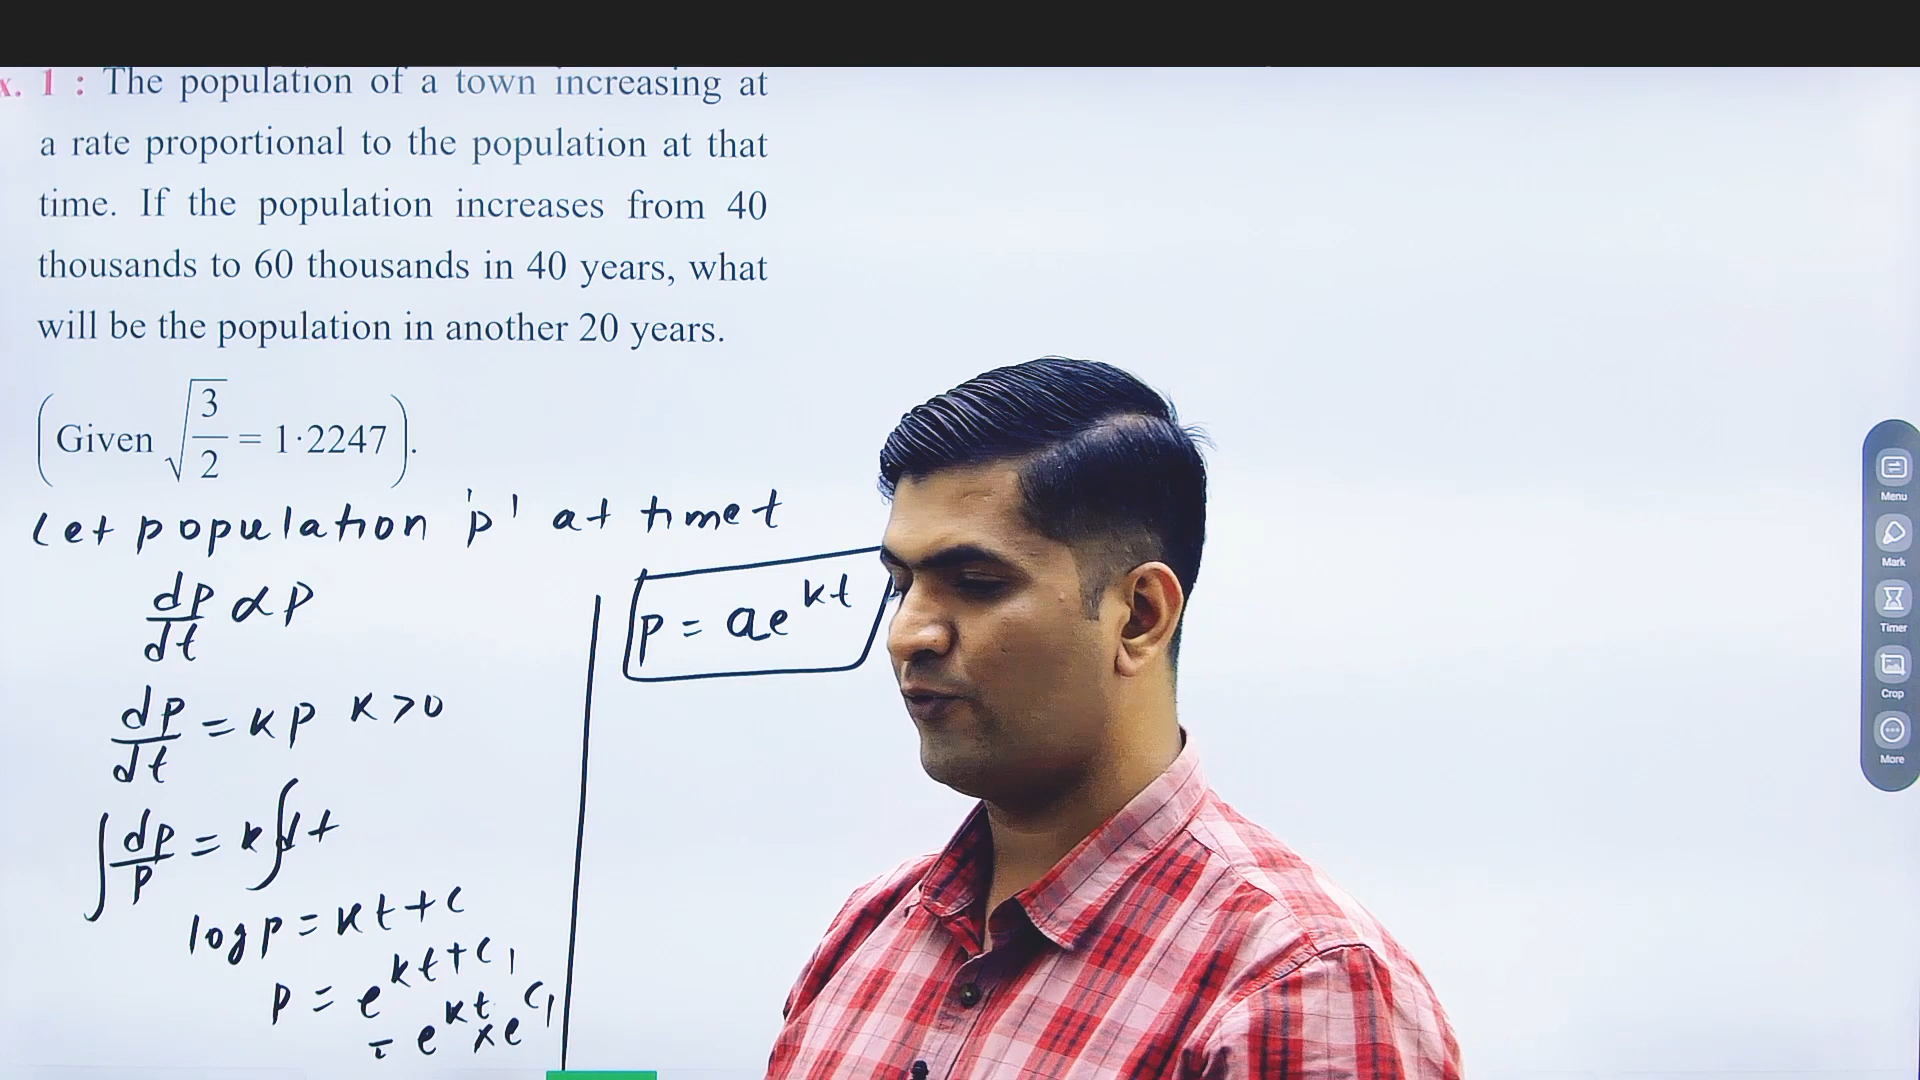 x. 1 : The population of a town increasing at
a rate proportional to the population at that
time. If the population increases from 40
thousands to 60 thousands in 40 years, what
will be the population in another 20 years.
(Given √(3/2) = 1·2247).
Let population 'p' at time t
dp/dt ∝ p
dp/dt = kp k>0
∫ dp/p = k∫dt
log p = kt+c
p = e^(kt+c₁)
= e^kt × e^c₁
p = ae^kt
Menu
Mark
Timer
Crop
More